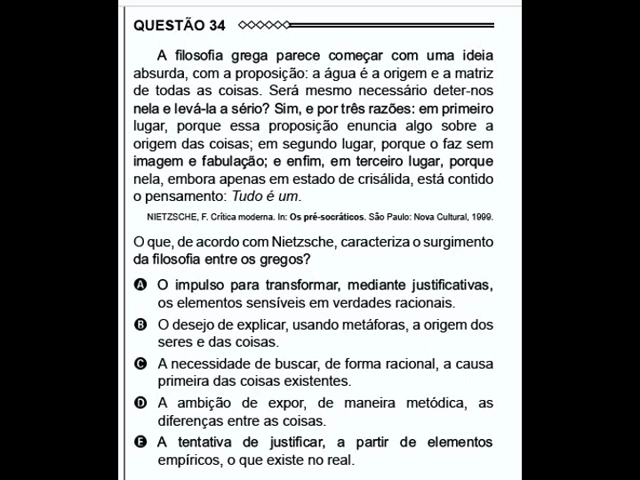 QUESTÃO 34
A filosofia grega parece começar com uma ideia
absurda, com a proposição: a água é a origem e a matriz
de todas as coisas. Será mesmo necessário deter-nos
nela e levá-la a sério? Sim, e por três razões: em primeiro
lugar, porque essa proposição enuncia algo sobre a
origem das coisas; em segundo lugar, porque o faz sem
imagem e fabulação; e enfim, em terceiro lugar, porque
nela, embora apenas em estado de crisálida, está contido
o pensamento: Tudo é um.
NIETZSCHE, F. Crítica moderna. In: Os pré-socráticos. São Paulo: Nova Cultural, 1999.
O que, de acordo com Nietzsche, caracteriza o surgimento
da filosofia entre os gregos?
A O impulso para transformar, mediante justificativas,
os elementos sensíveis em verdades racionais.
B O desejo de explicar, usando metáforas, a origem dos
seres e das coisas.
C A necessidade de buscar, de forma racional, a causa
primeira das coisas existentes.
D A ambição de expor, de maneira metódica, as
diferenças entre as coisas.
E A tentativa de justificar, a partir de elementos
empíricos, o que existe no real.